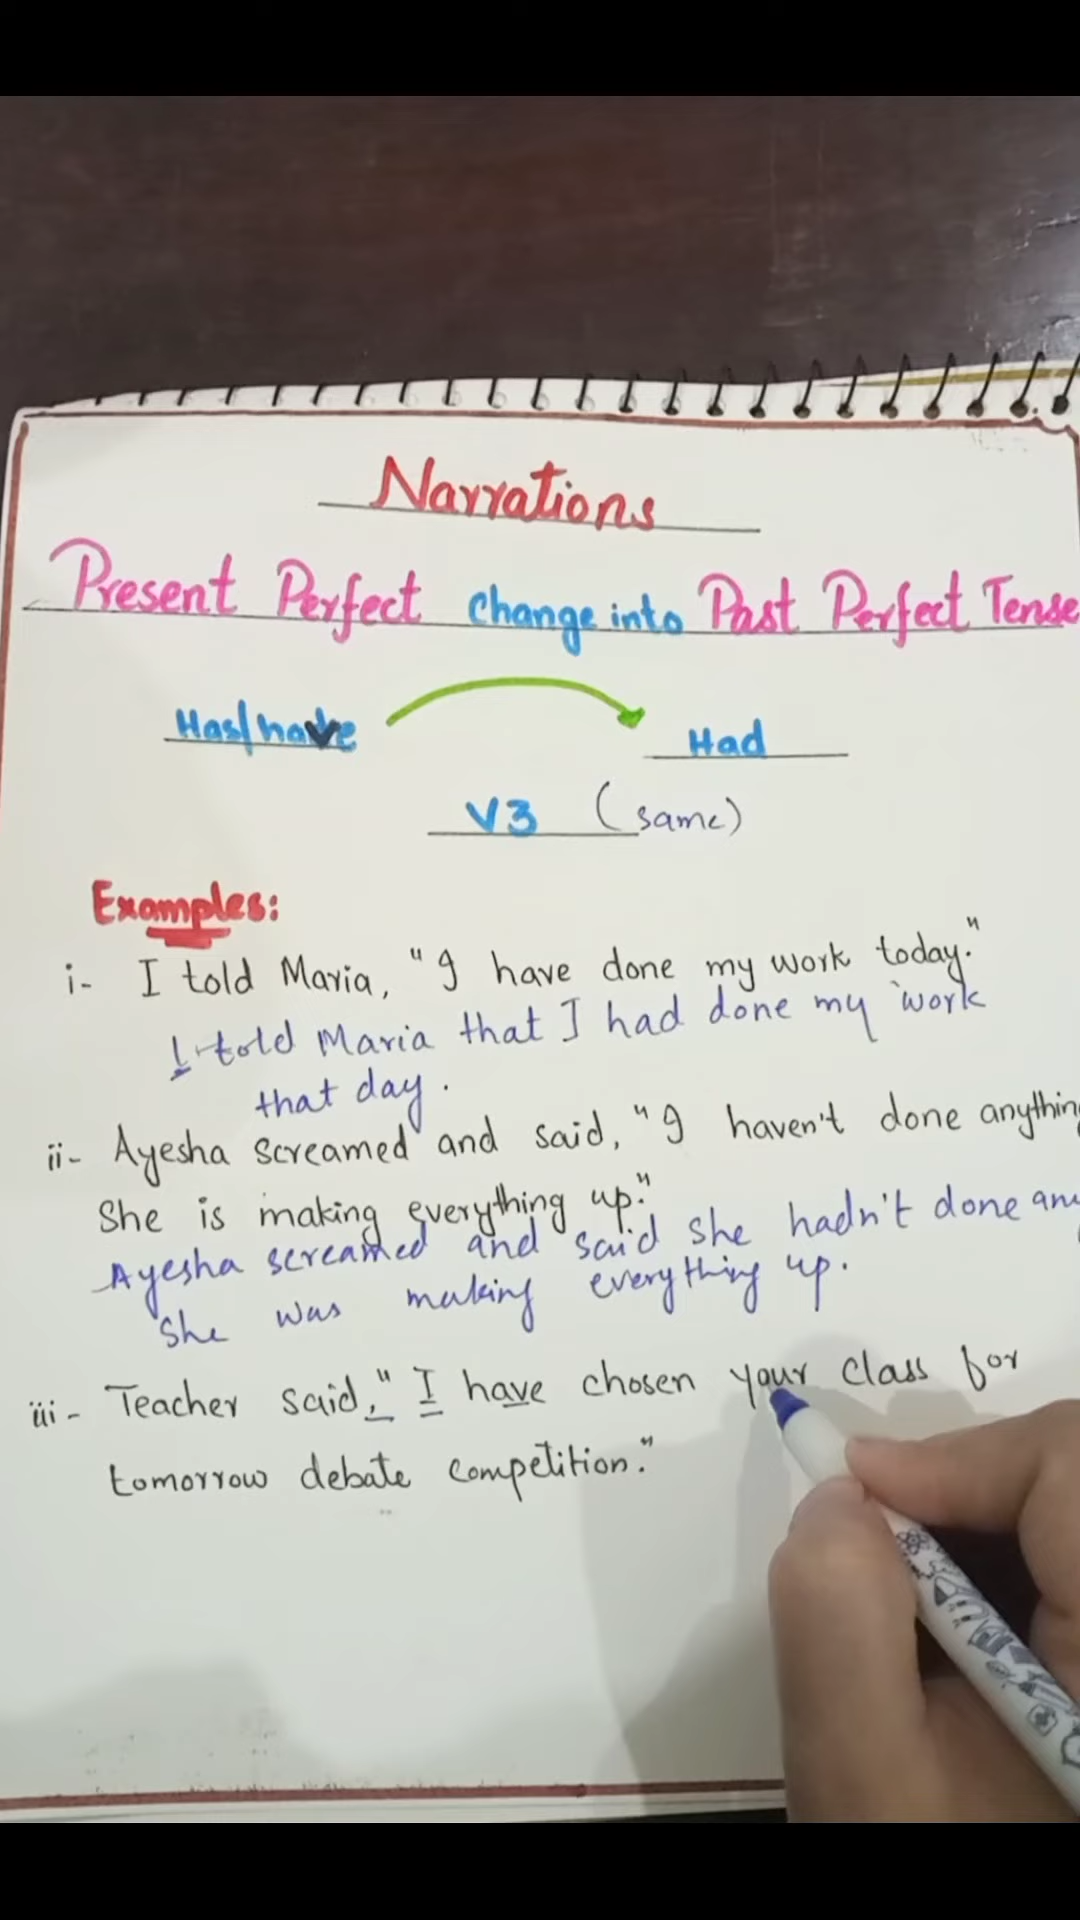 Narrations
Present Perfect Change into Past Perfect Tense
Has/have Had
V3 (same)
Examples:
i- I told Maria, "I have done my work today."
I told Maria that I had done my work
that day.
ii- Ayesha screamed and said, "I haven't done anything
She is making everything up."
Ayesha screamed and said she hadn't done any
she was making everything up.
iii- Teacher said, "I have chosen your class for
tomorrow debate competition."